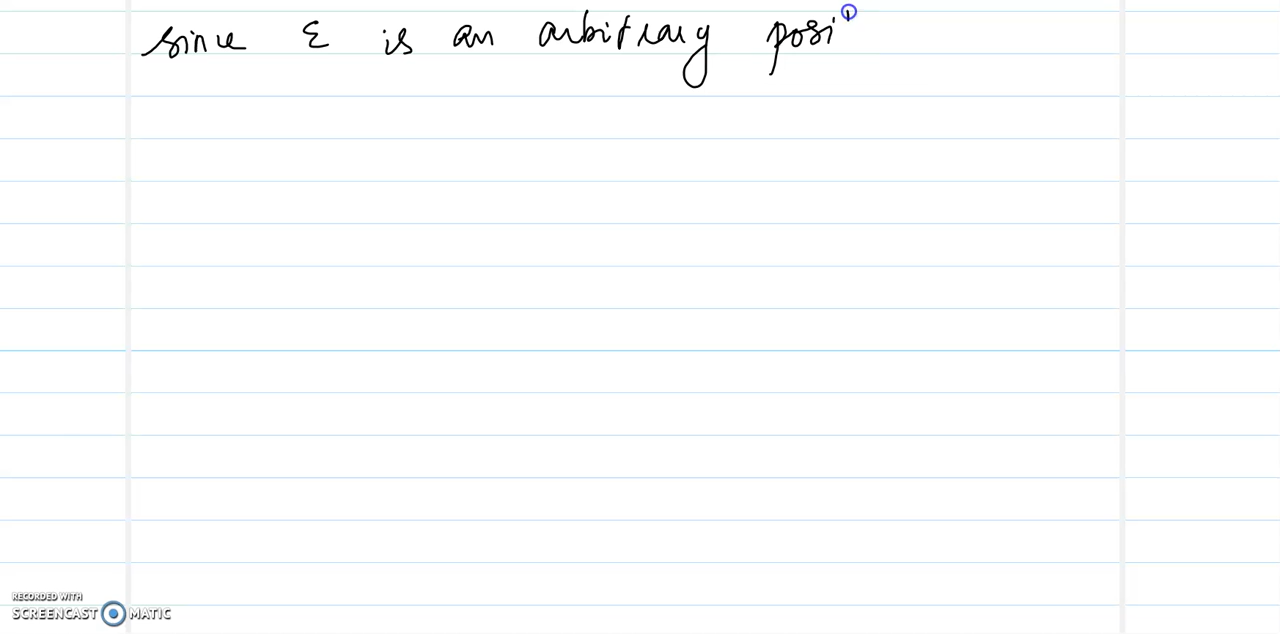 since ε is an arbitrary posi
RECORDED WITH
SCREENCAST MATIC